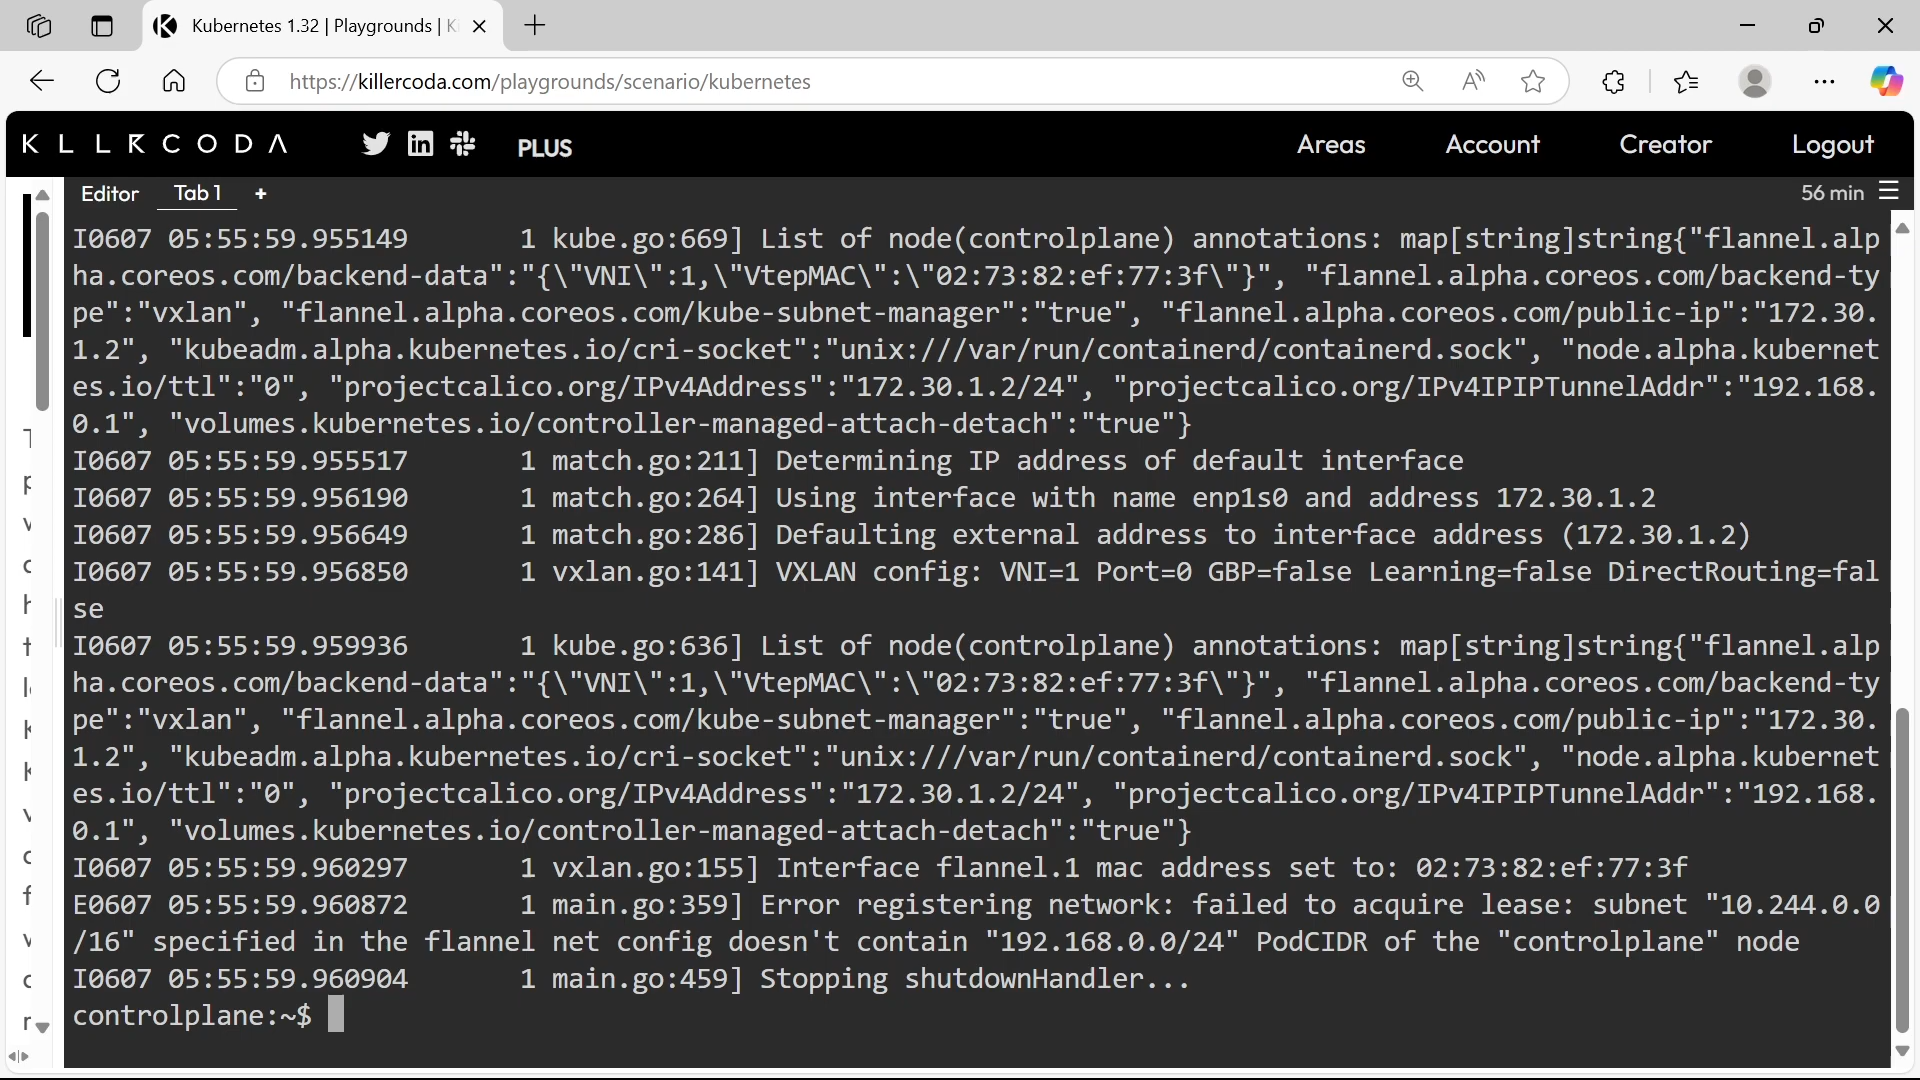 Kubernetes 1.32 | Playgrounds | K
https://killercoda.com/playgrounds/scenario/kubernetes
KLLRCODA PLUS Areas Account Creator Logout
Editor Tab 1 + 56 min
I0607 05:55:59.955149 1 kube.go:669] List of node(controlplane) annotations: map[string]string{"flannel.alp
ha.coreos.com/backend-data":"{\"VNI\":1,\"VtepMAC\":\"02:73:82:ef:77:3f\"}", "flannel.alpha.coreos.com/backend-ty
pe":"vxlan", "flannel.alpha.coreos.com/kube-subnet-manager":"true", "flannel.alpha.coreos.com/public-ip":"172.30.
1.2", "kubeadm.alpha.kubernetes.io/cri-socket":"unix:///var/run/containerd/containerd.sock", "node.alpha.kubernet
es.io/ttl":"0", "projectcalico.org/IPv4Address":"172.30.1.2/24", "projectcalico.org/IPv4IPIPTunnelAddr":"192.168.
0.1", "volumes.kubernetes.io/controller-managed-attach-detach":"true"}
I0607 05:55:59.955517 1 match.go:211] Determining IP address of default interface
I0607 05:55:59.956190 1 match.go:264] Using interface with name enp1s0 and address 172.30.1.2
I0607 05:55:59.956649 1 match.go:286] Defaulting external address to interface address (172.30.1.2)
I0607 05:55:59.956850 1 vxlan.go:141] VXLAN config: VNI=1 Port=0 GBP=false Learning=false DirectRouting=fal
se
I0607 05:55:59.959936 1 kube.go:636] List of node(controlplane) annotations: map[string]string{"flannel.alp
ha.coreos.com/backend-data":"{\"VNI\":1,\"VtepMAC\":\"02:73:82:ef:77:3f\"}", "flannel.alpha.coreos.com/backend-ty
pe":"vxlan", "flannel.alpha.coreos.com/kube-subnet-manager":"true", "flannel.alpha.coreos.com/public-ip":"172.30.
1.2", "kubeadm.alpha.kubernetes.io/cri-socket":"unix:///var/run/containerd/containerd.sock", "node.alpha.kubernet
es.io/ttl":"0", "projectcalico.org/IPv4Address":"172.30.1.2/24", "projectcalico.org/IPv4IPIPTunnelAddr":"192.168.
0.1", "volumes.kubernetes.io/controller-managed-attach-detach":"true"}
I0607 05:55:59.960297 1 vxlan.go:155] Interface flannel.1 mac address set to: 02:73:82:ef:77:3f
E0607 05:55:59.960872 1 main.go:359] Error registering network: failed to acquire lease: subnet "10.244.0.0
/16" specified in the flannel net config doesn't contain "192.168.0.0/24" PodCIDR of the "controlplane" node
I0607 05:55:59.960904 1 main.go:459] Stopping shutdownHandler...
controlplane:~$